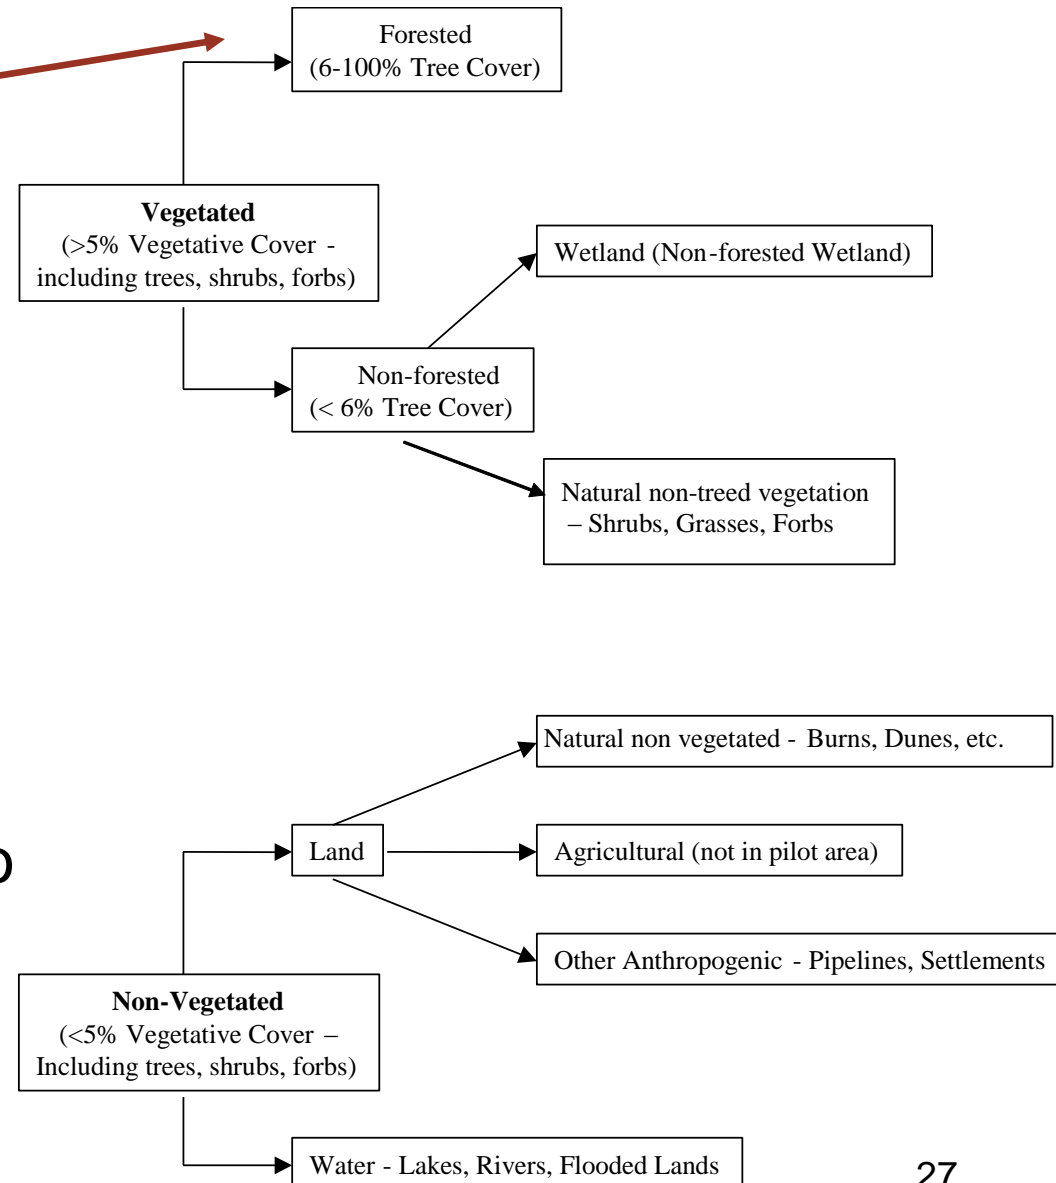 Forested
(6-100% Tree Cover)
Vegetated
(>5% Vegetative Cover -
including trees, shrubs, forbs)
Wetland (Non-forested Wetland)
Non-forested
(< 6% Tree Cover)
Natural non-treed vegetation
– Shrubs, Grasses, Forbs
Natural non vegetated - Burns, Dunes, etc.
Land
Agricultural (not in pilot area)
Other Anthropogenic - Pipelines, Settlements
Non-Vegetated
(<5% Vegetative Cover –
Including trees, shrubs, forbs)
Water - Lakes, Rivers, Flooded Lands
27